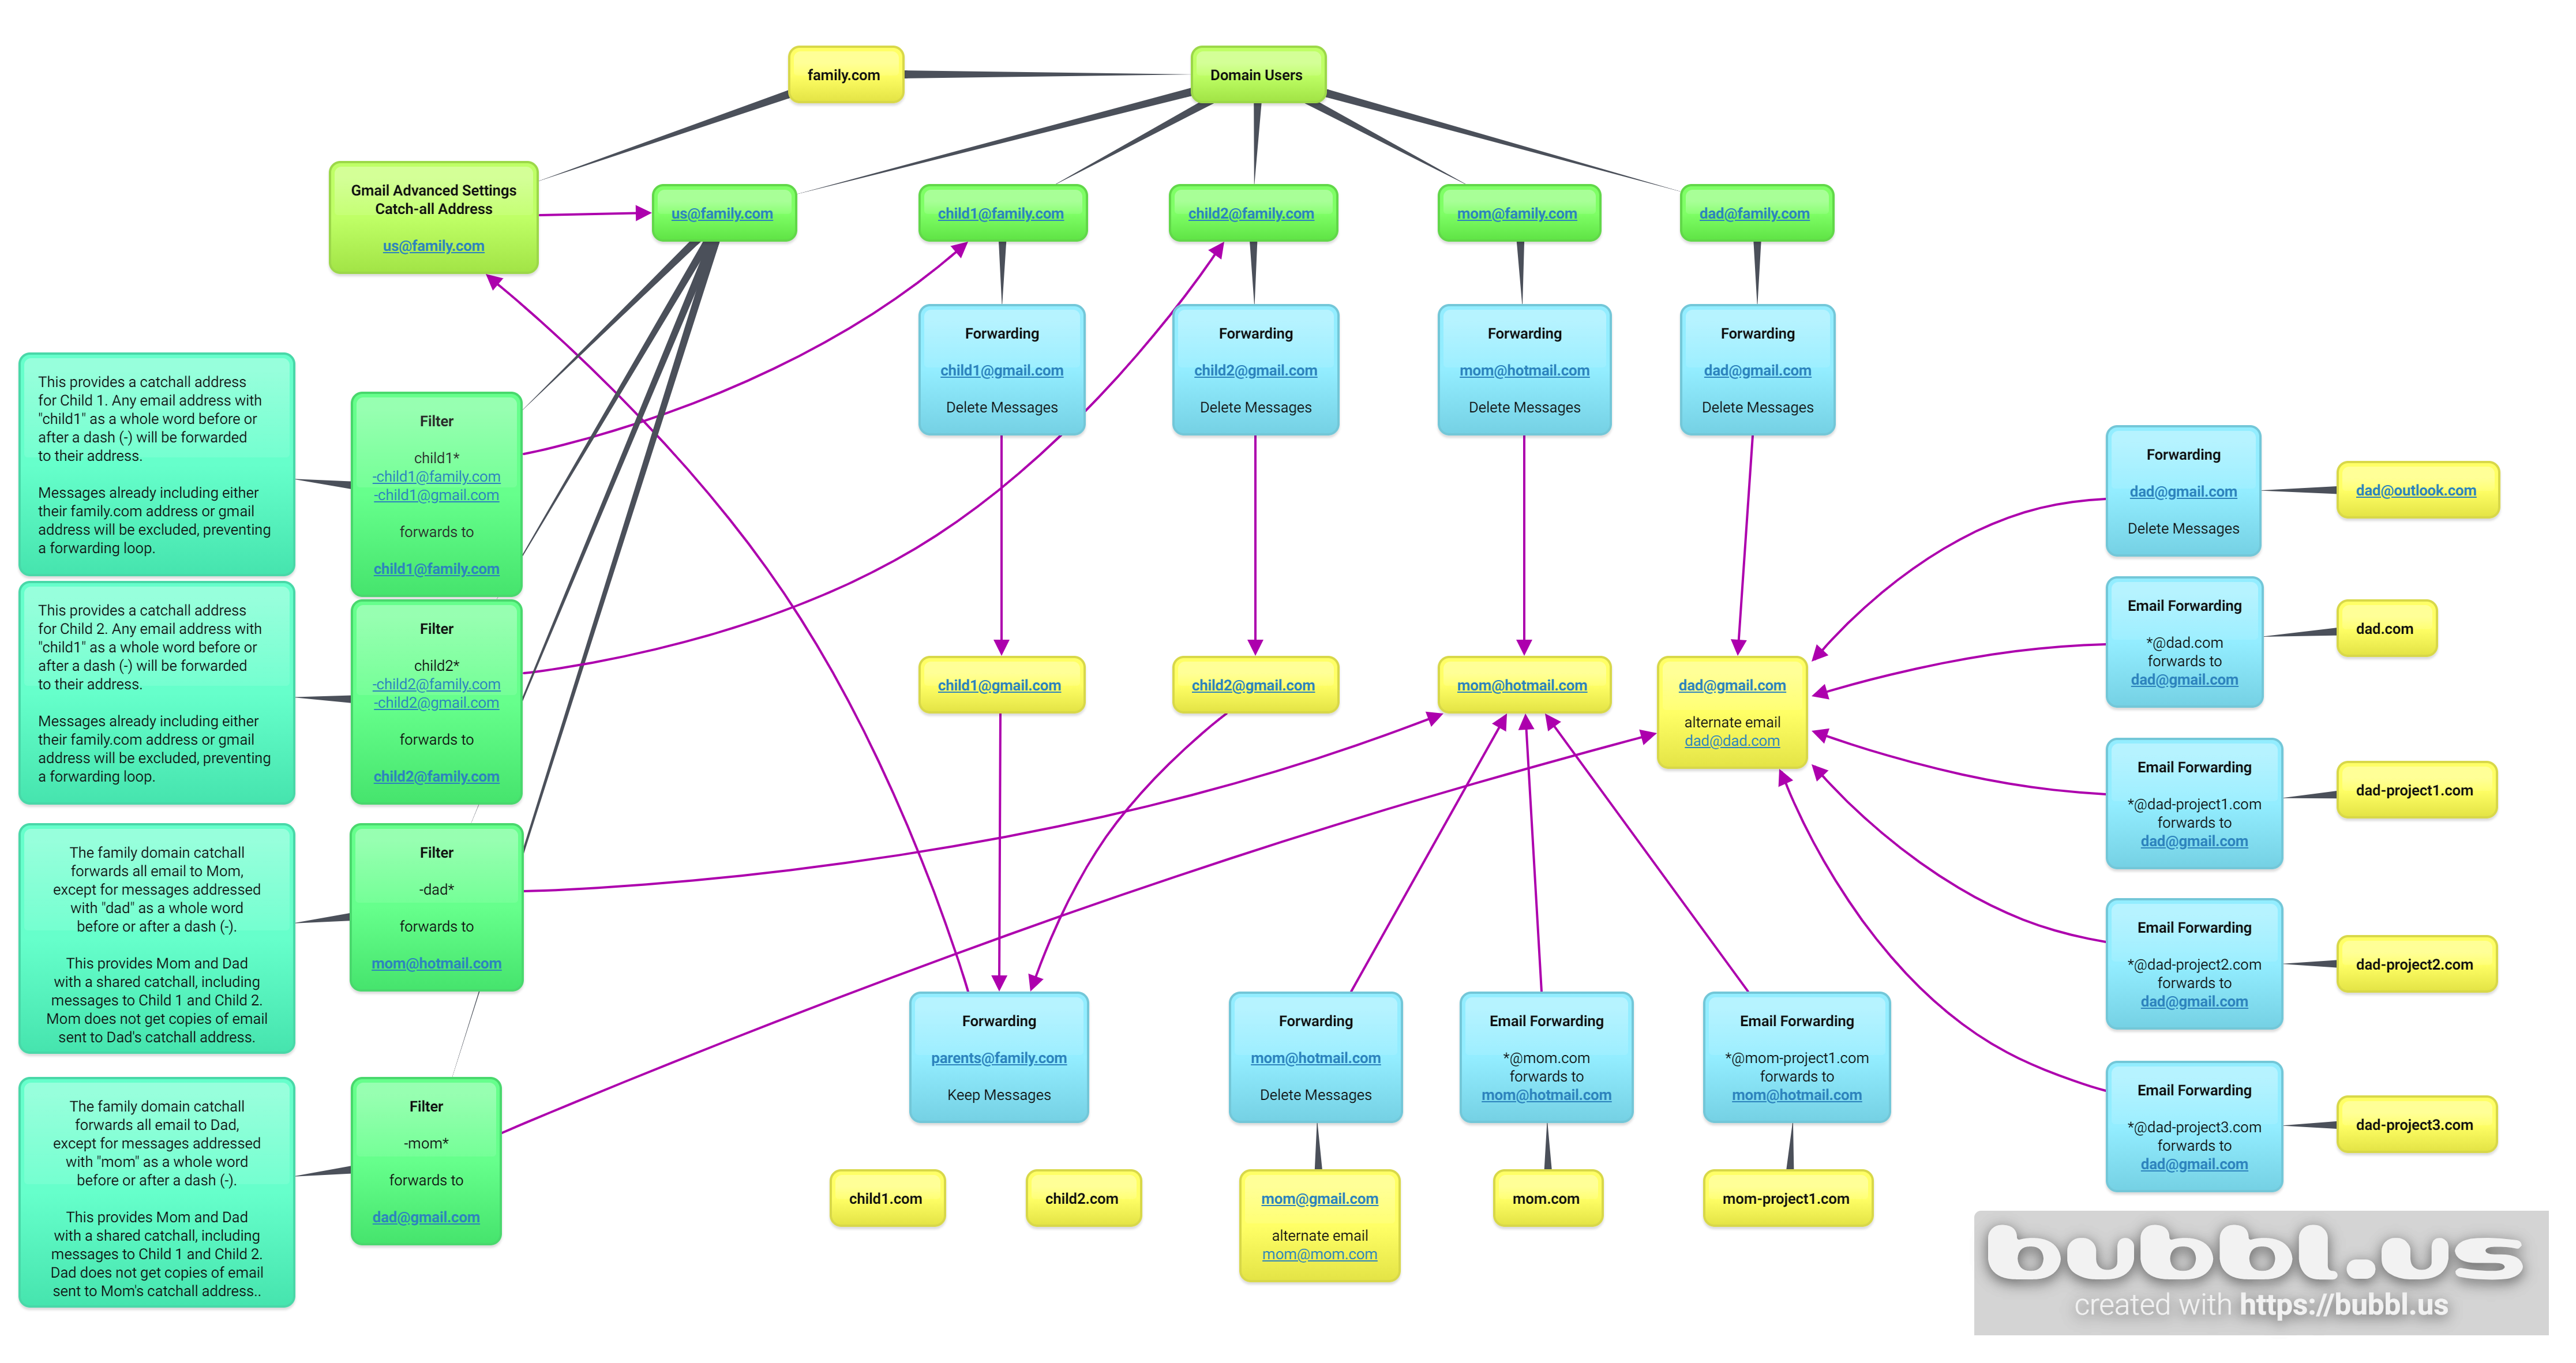 family.com
Domain Users
Gmail Advanced Settings
Catch-all Address
us@family.com
us@family.com
child1@family.com
child2@family.com
mom@family.com
dad@family.com
Forwarding
child1@gmail.com
Delete Messages
Forwarding
child2@gmail.com
Delete Messages
Forwarding
mom@hotmail.com
Delete Messages
Forwarding
dad@gmail.com
Delete Messages
This provides a catchall address
for Child 1. Any email address with
"child1" as a whole word before or
after a dash (-) will be forwarded
to their address.
Messages already including either
their family.com address or gmail
address will be excluded, preventing
a forwarding loop.
Filter
child1*
-child1@family.com
-child1@gmail.com
forwards to
child1@family.com
This provides a catchall address
for Child 2. Any email address with
"child1" as a whole word before or
after a dash (-) will be forwarded
to their address.
Messages already including either
their family.com address or gmail
address will be excluded, preventing
a forwarding loop.
Filter
child2*
-child2@family.com
-child2@gmail.com
forwards to
child2@family.com
The family domain catchall
forwards all email to Mom,
except for messages addressed
with "dad" as a whole word
before or after a dash (-).
This provides Mom and Dad
with a shared catchall, including
messages to Child 1 and Child 2.
Mom does not get copies of email
sent to Dad's catchall address.
Filter
-dad*
forwards to
mom@hotmail.com
The family domain catchall
forwards all email to Dad,
except for messages addressed
with "mom" as a whole word
before or after a dash (-).
This provides Mom and Dad
with a shared catchall, including
messages to Child 1 and Child 2.
Dad does not get copies of email
sent to Mom's catchall address..
Filter
-mom*
forwards to
dad@gmail.com
child1@gmail.com
child2@gmail.com
mom@hotmail.com
dad@gmail.com
alternate email
dad@dad.com
Forwarding
dad@gmail.com
Delete Messages
dad@outlook.com
Email Forwarding
*@dad.com
forwards to
dad@gmail.com
dad.com
Email Forwarding
*@dad-project1.com
forwards to
dad@gmail.com
dad-project1.com
Email Forwarding
*@dad-project2.com
forwards to
dad@gmail.com
dad-project2.com
Email Forwarding
*@dad-project3.com
forwards to
dad@gmail.com
dad-project3.com
Forwarding
parents@family.com
Keep Messages
Forwarding
mom@hotmail.com
Delete Messages
Email Forwarding
*@mom.com
forwards to
mom@hotmail.com
Email Forwarding
*@mom-project1.com
forwards to
mom@hotmail.com
child1.com
child2.com
mom@gmail.com
alternate email
mom@mom.com
mom.com
mom-project1.com
bubbl.us
created with https://bubbl.us